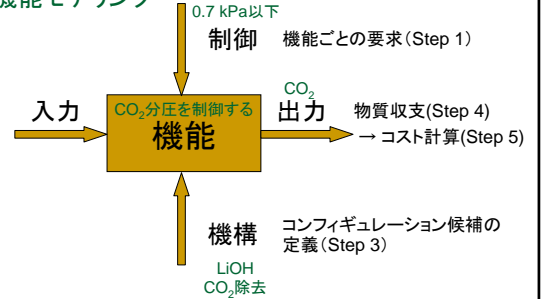 機能モデリング
0.7 kPa以下
制御 機能ごとの要求(Step 1)
CO₂
入力 CO₂分圧を制御する 出力 物質収支(Step 4)
機能 → コスト計算(Step 5)
機構 コンフィギュレーション候補の
定義(Step 3)
LiOH
CO₂除去